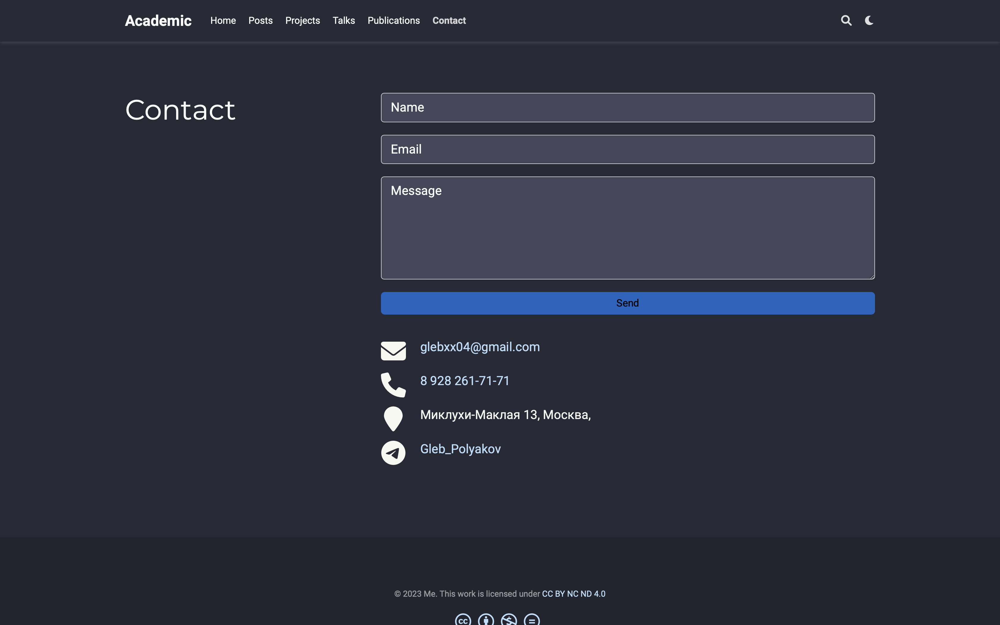 Academic Home Posts Projects Talks Publications Contact
Contact
Name
Email
Message
Send
glebxx04@gmail.com
8 928 261-71-71
Миклухи-Маклая 13, Москва,
Gleb_Polyakov
© 2023 Me. This work is licensed under CC BY NC ND 4.0
cc